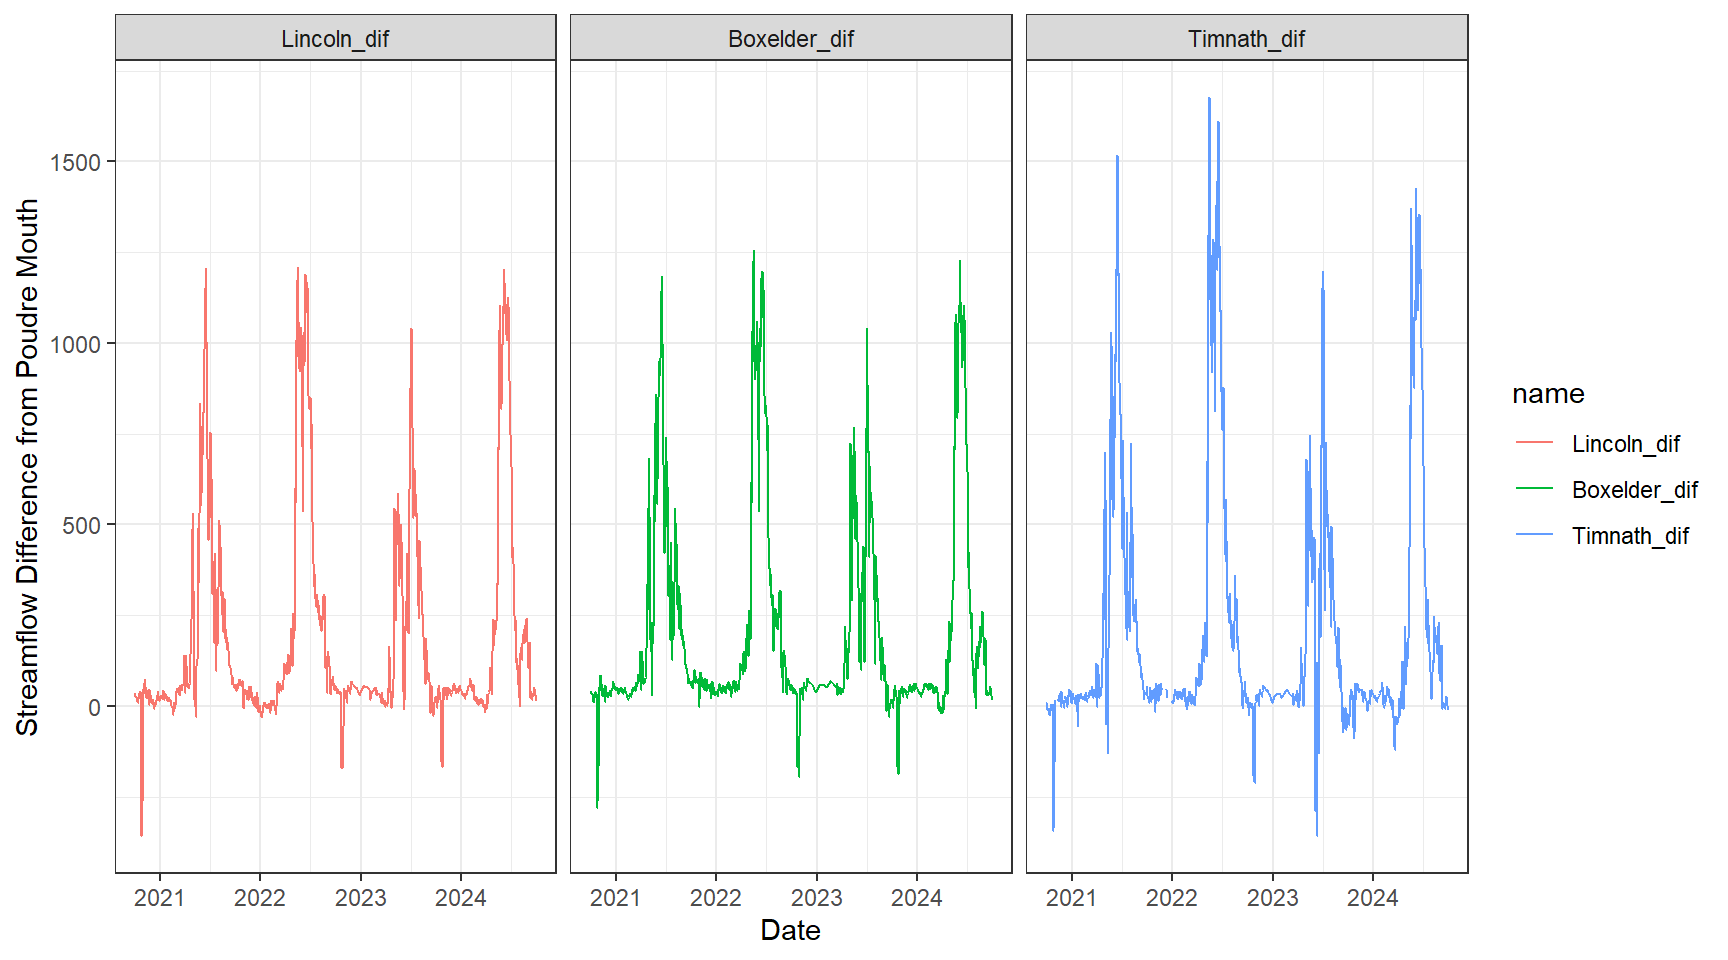 Lincoln_dif Boxelder_dif Timnath_dif
Streamflow Difference from Poudre Mouth
1500
1000
500
0
2021 2022 2023 2024 2021 2022 2023 2024 2021 2022 2023 2024
Date
name
Lincoln_dif
Boxelder_dif
Timnath_dif